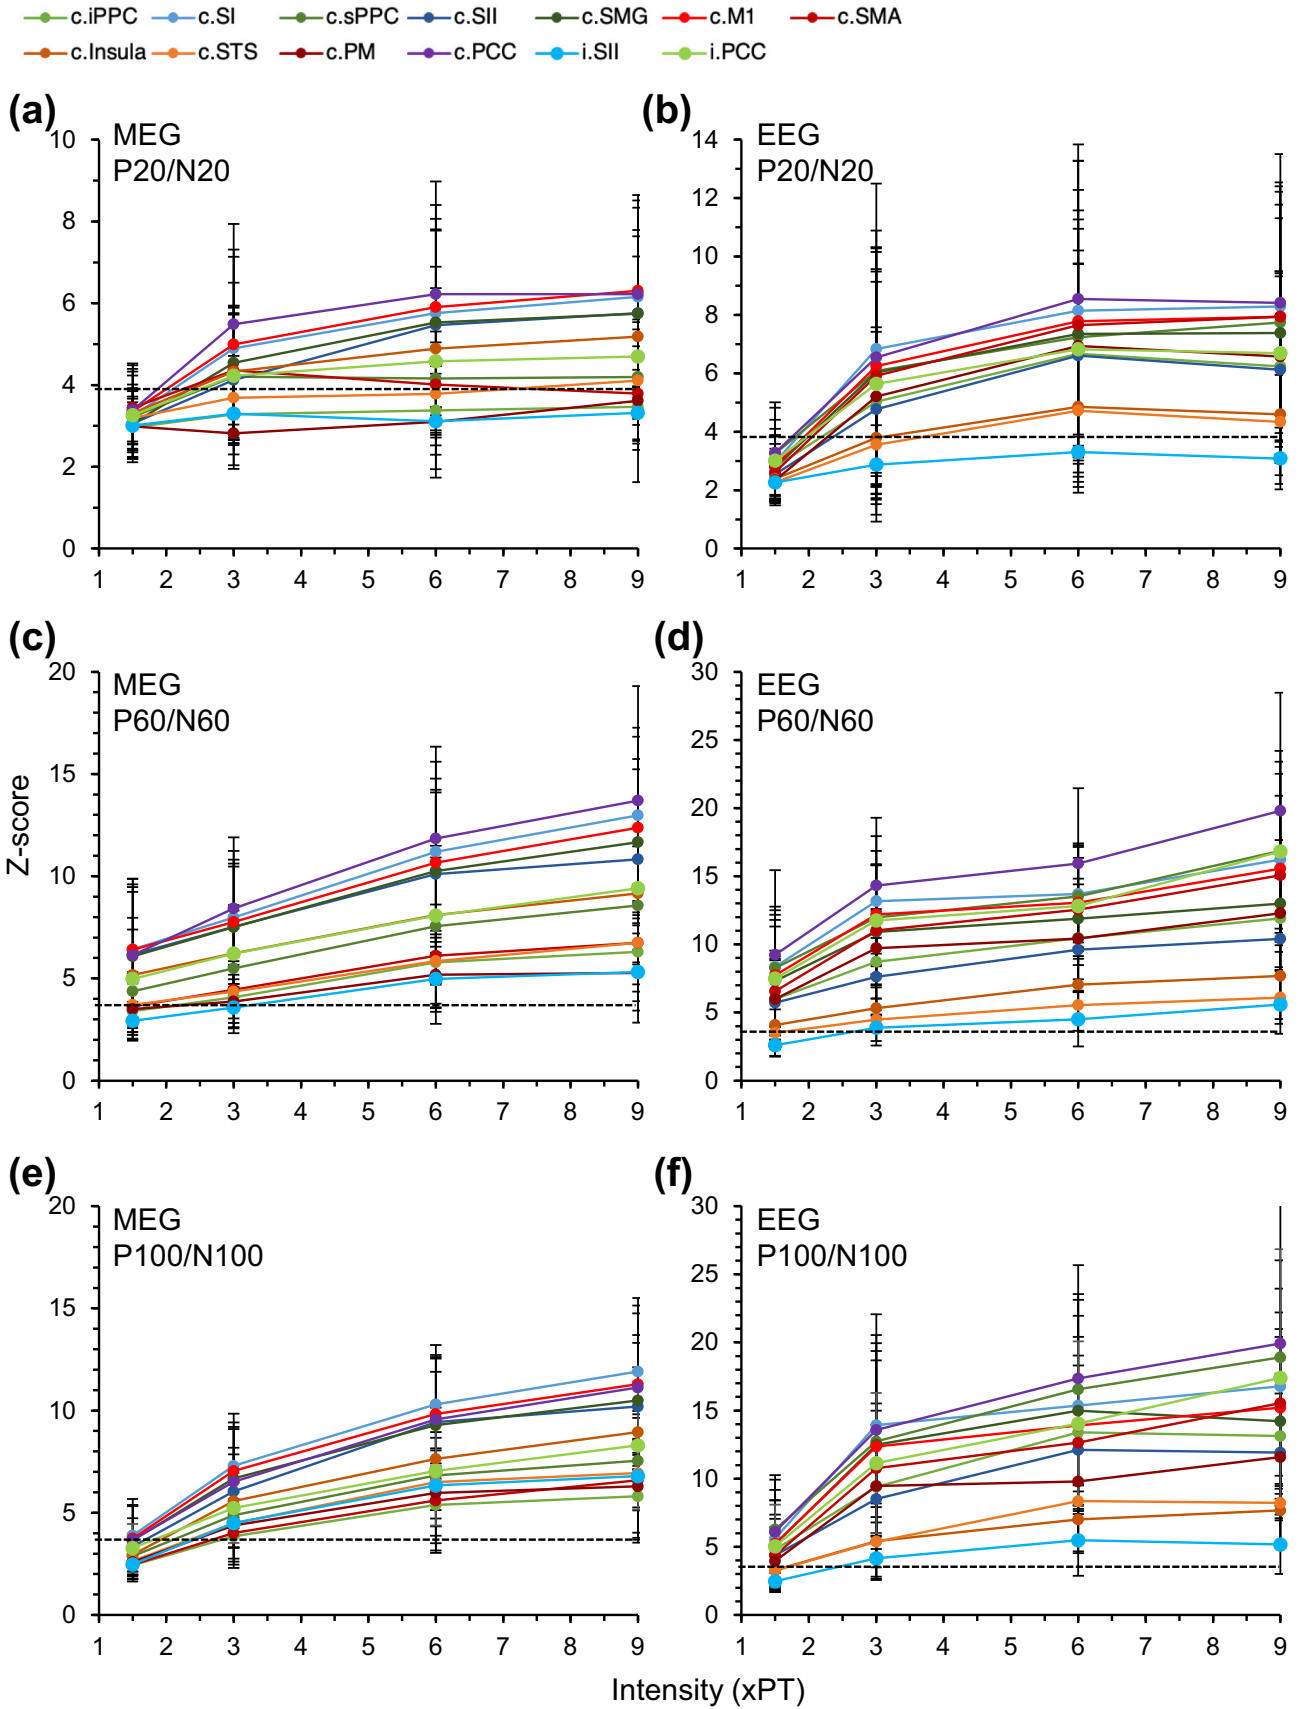 c.iPPC c.SI c.sPPC c.SII c.SMG c.M1 c.SMA
c.Insula c.STS c.PM c.PCC i.SII i.PCC
(a) (b)
MEG
P20/N20
10
8
6
4
2
0
1 2 3 4 5 6 7 8 9
EEG
P20/N20
14
12
10
8
6
4
2
0
1 2 3 4 5 6 7 8 9
(c) (d)
Z-score
MEG
P60/N60
20
15
10
5
0
1 2 3 4 5 6 7 8 9
EEG
P60/N60
30
25
20
15
10
5
0
1 2 3 4 5 6 7 8 9
(e) (f)
MEG
P100/N100
20
15
10
5
0
1 2 3 4 5 6 7 8 9
EEG
P100/N100
30
25
20
15
10
5
0
1 2 3 4 5 6 7 8 9
Intensity (xPT)